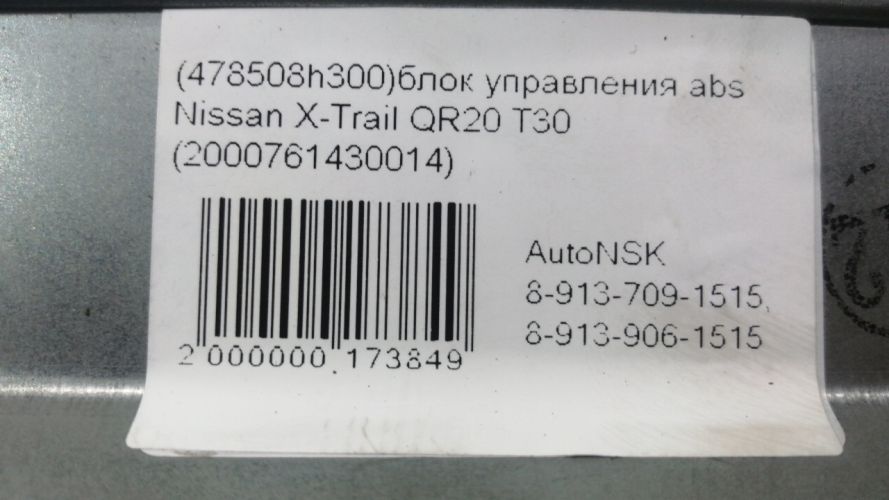 (478508h300)блок управления abs
Nissan X-Trail QR20 T30
(2000761430014)
2 000000 173849
AutoNSK
8-913-709-1515,
8-913-906-1515